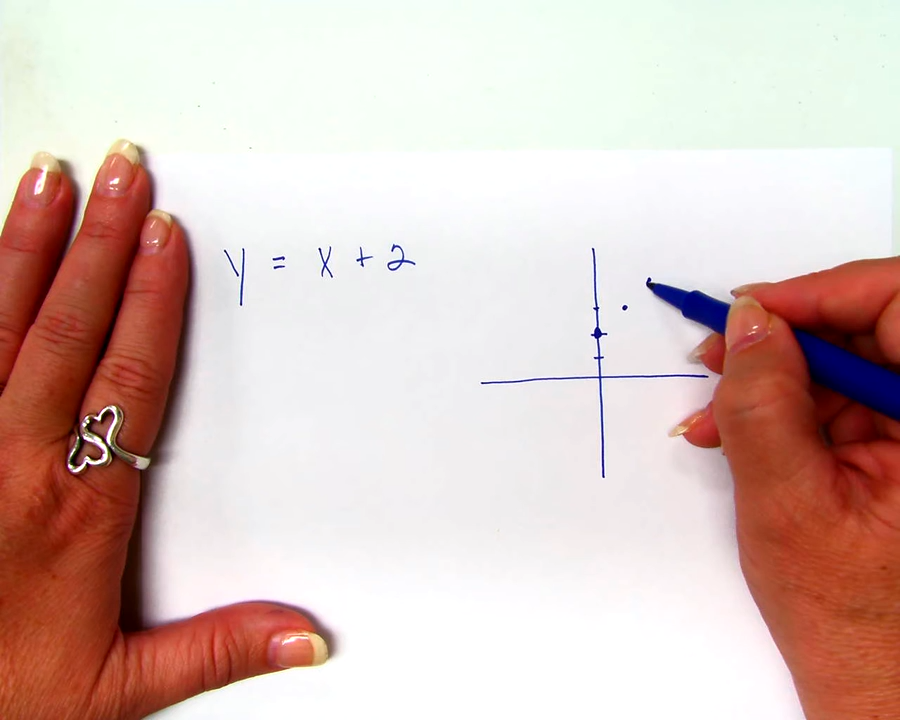 y = x + 2